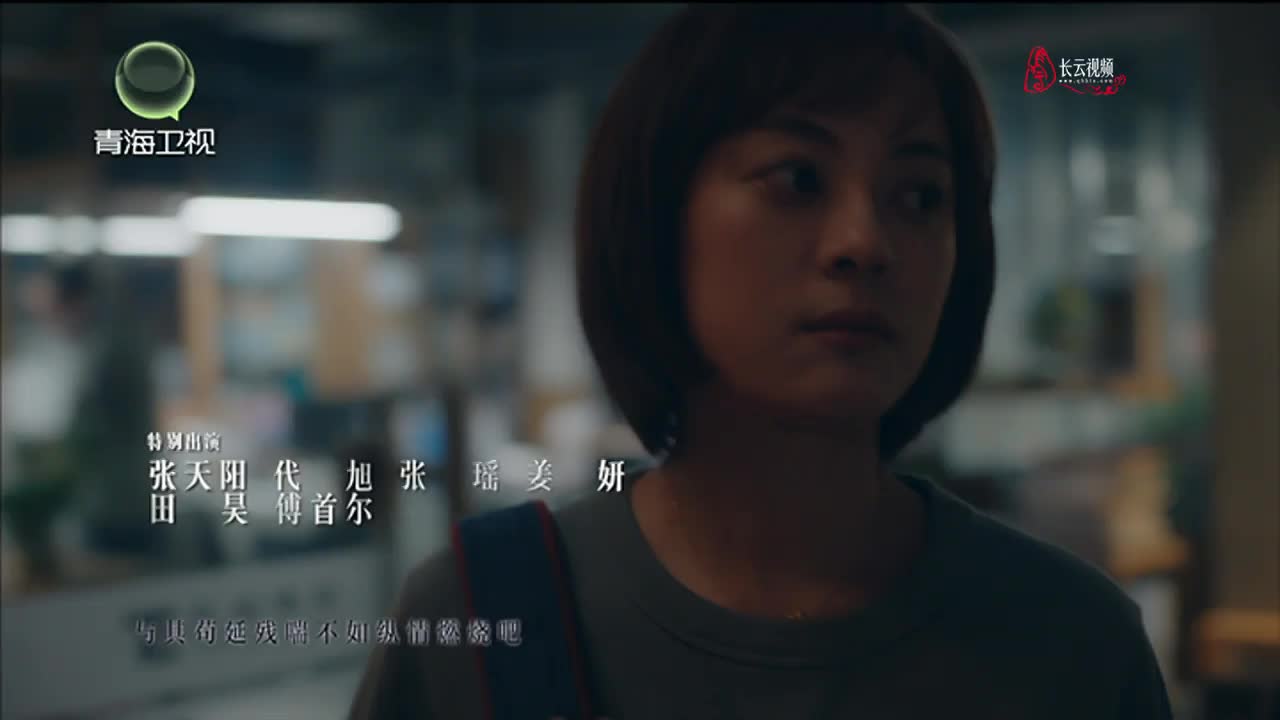 青海卫视
长云视频
特别出演
张天阳 代 旭 张 瑶 姜 妍
田 昊 傅首尔
与其苟延残喘不如纵情燃烧吧